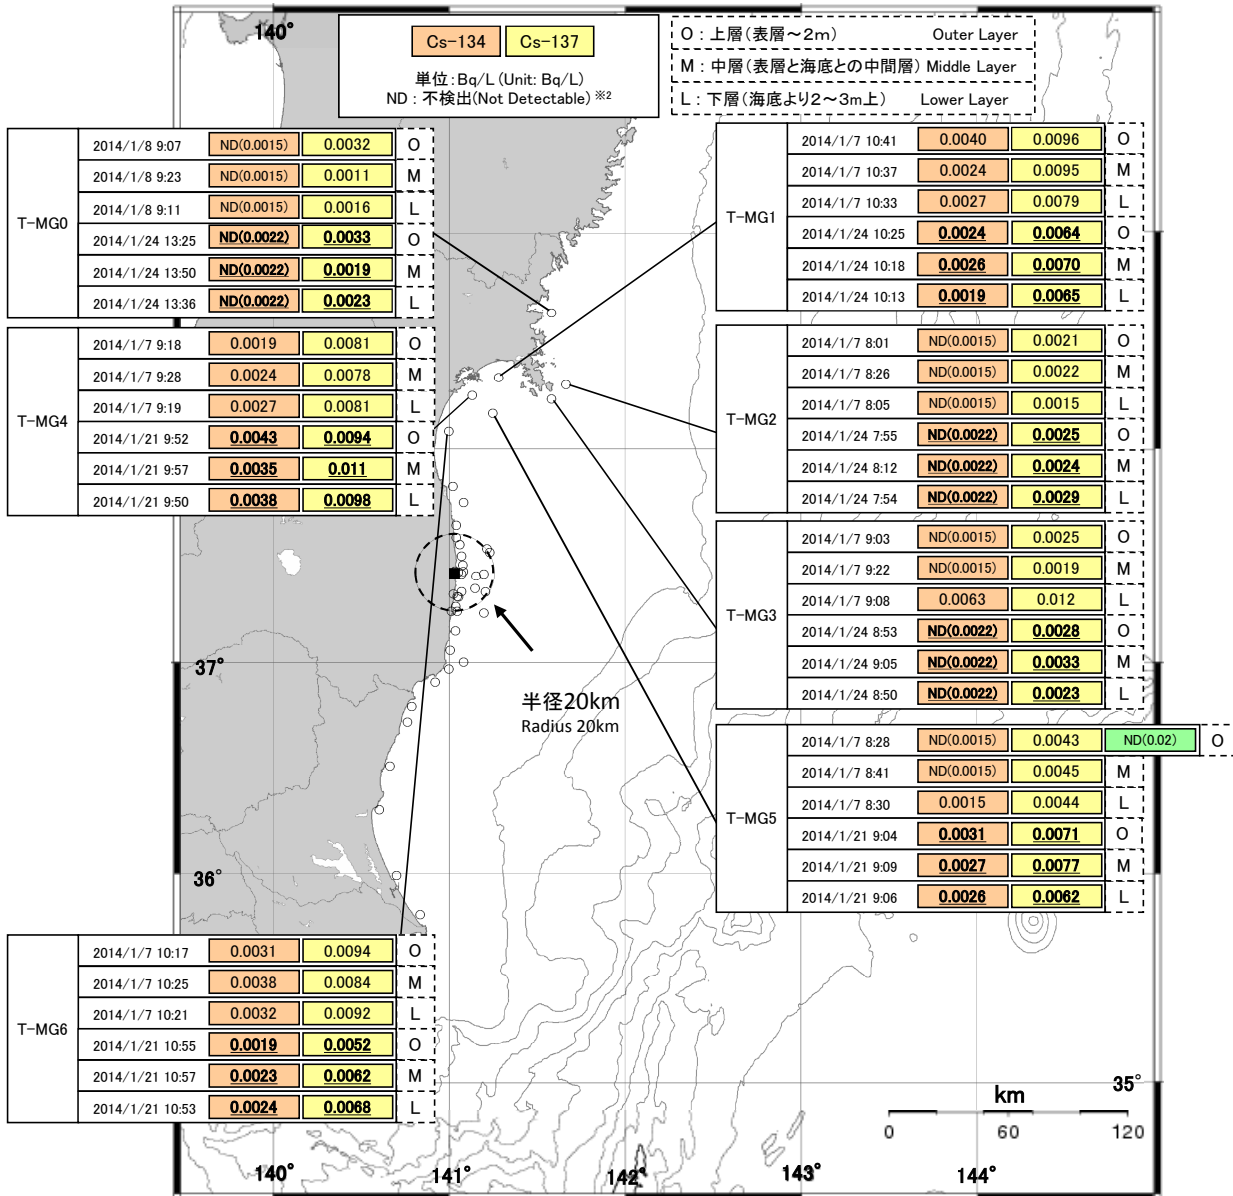 140°
Cs-134 Cs-137
単位:Bq/L (Unit: Bq/L)
ND : 不検出(Not Detectable) ※2
O : 上層(表層～2m) Outer Layer
M : 中層(表層と海底との中間層) Middle Layer
L : 下層(海底より2～3m上) Lower Layer
T-MG0
2014/1/8 9:07 ND(0.0015) 0.0032 O
2014/1/8 9:23 ND(0.0015) 0.0011 M
2014/1/8 9:11 ND(0.0015) 0.0016 L
2014/1/24 13:25 ND(0.0022) 0.0033 O
2014/1/24 13:50 ND(0.0022) 0.0019 M
2014/1/24 13:36 ND(0.0022) 0.0023 L
T-MG4
2014/1/7 9:18 0.0019 0.0081 O
2014/1/7 9:28 0.0024 0.0078 M
2014/1/7 9:19 0.0027 0.0081 L
2014/1/21 9:52 0.0043 0.0094 O
2014/1/21 9:57 0.0035 0.011 M
2014/1/21 9:50 0.0038 0.0098 L
T-MG1
2014/1/7 10:41 0.0040 0.0096 O
2014/1/7 10:37 0.0024 0.0095 M
2014/1/7 10:33 0.0027 0.0079 L
2014/1/24 10:25 0.0024 0.0064 O
2014/1/24 10:18 0.0026 0.0070 M
2014/1/24 10:13 0.0019 0.0065 L
T-MG2
2014/1/7 8:01 ND(0.0015) 0.0021 O
2014/1/7 8:26 ND(0.0015) 0.0022 M
2014/1/7 8:05 ND(0.0015) 0.0015 L
2014/1/24 7:55 ND(0.0022) 0.0025 O
2014/1/24 8:12 ND(0.0022) 0.0024 M
2014/1/24 7:54 ND(0.0022) 0.0029 L
T-MG3
2014/1/7 9:03 ND(0.0015) 0.0025 O
2014/1/7 9:22 ND(0.0015) 0.0019 M
2014/1/7 9:08 0.0063 0.012 L
2014/1/24 8:53 ND(0.0022) 0.0028 O
2014/1/24 9:05 ND(0.0022) 0.0033 M
2014/1/24 8:50 ND(0.0022) 0.0023 L
37°
半径20km
Radius 20km
T-MG5
2014/1/7 8:28 ND(0.0015) 0.0043 ND(0.02) O
2014/1/7 8:41 ND(0.0015) 0.0045 M
2014/1/7 8:30 0.0015 0.0044 L
2014/1/21 9:04 0.0031 0.0071 O
2014/1/21 9:09 0.0027 0.0077 M
2014/1/21 9:06 0.0026 0.0062 L
36°
T-MG6
2014/1/7 10:17 0.0031 0.0094 O
2014/1/7 10:25 0.0038 0.0084 M
2014/1/7 10:21 0.0032 0.0092 L
2014/1/21 10:55 0.0019 0.0052 O
2014/1/21 10:57 0.0023 0.0062 M
2014/1/21 10:53 0.0024 0.0068 L
35°
km
0 60 120
140° 141° 142° 143° 144°